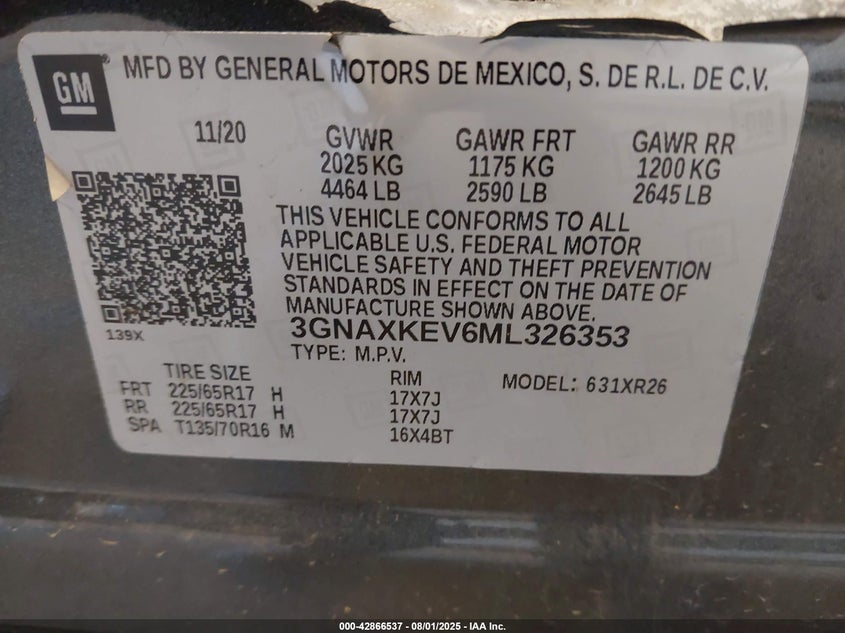 GM®
MFD BY GENERAL MOTORS DE MEXICO, S. DE R.L. DE C.V.
11/20 GVWR GAWR FRT GAWR RR
2025 KG 1175 KG 1200 KG
4464 LB 2590 LB 2645 LB
THIS VEHICLE CONFORMS TO ALL
APPLICABLE U.S. FEDERAL MOTOR
VEHICLE SAFETY AND THEFT PREVENTION
STANDARDS IN EFFECT ON THE DATE OF
MANUFACTURE SHOWN ABOVE.
139X
3GNAXKEV6ML326353
TYPE: M.P.V.
TIRE SIZE RIM MODEL: 631XR26
FRT 225/65R17 H 17X7J
RR 225/65R17 H 17X7J
SPA T135/70R16 M 16X4BT
000-42866537 - 08/01/2025 - IAA Inc.